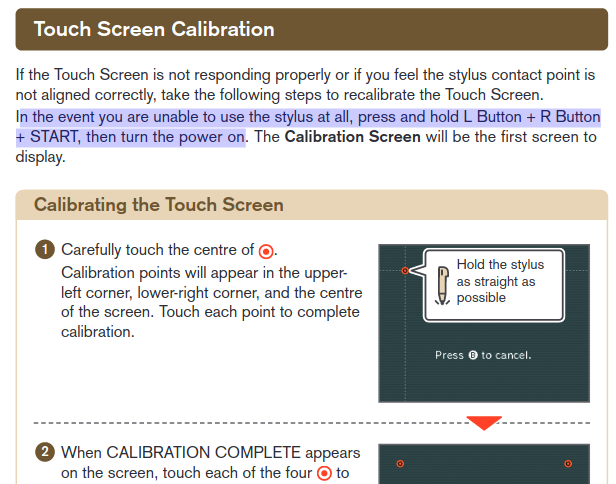 Touch Screen Calibration
If the Touch Screen is not responding properly or if you feel the stylus contact point is
not aligned correctly, take the following steps to recalibrate the Touch Screen.
In the event you are unable to use the stylus at all, press and hold L Button + R Button
+ START, then turn the power on. The Calibration Screen will be the first screen to
display.
Calibrating the Touch Screen
1 Carefully touch the centre of .
Calibration points will appear in the upper-
left corner, lower-right corner, and the centre
of the screen. Touch each point to complete
calibration.
Hold the stylus
as straight as
possible
Press B to cancel.
2 When CALIBRATION COMPLETE appears
on the screen, touch each of the four to